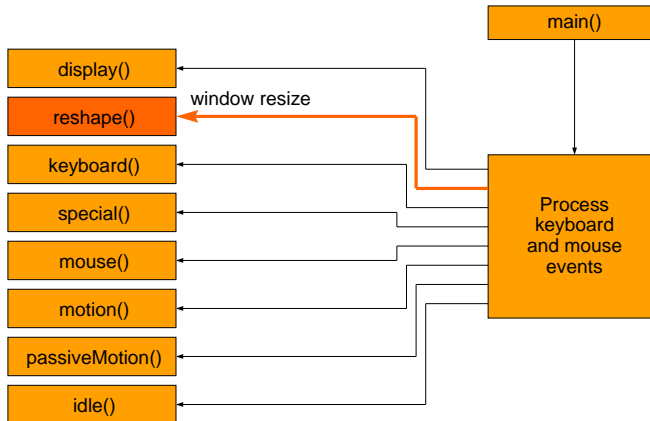 main()
display()
window resize
reshape()
keyboard()
special()
mouse()
motion()
passiveMotion()
idle()
Process
keyboard
and mouse
events